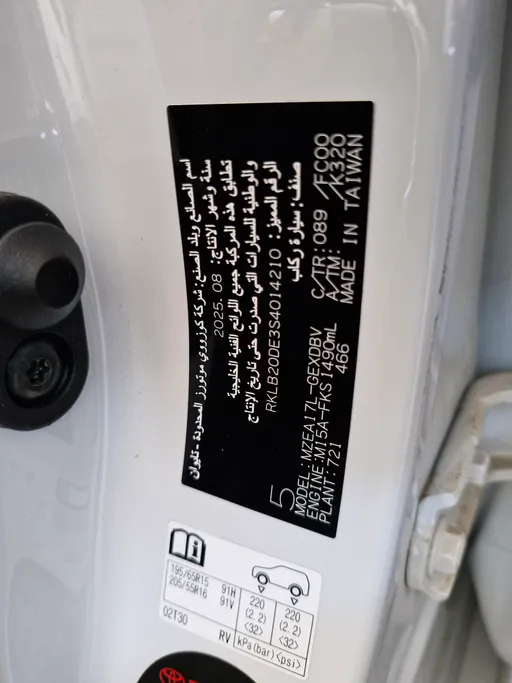 اسم الصانع وبلد الصنع: شركة كوزووي موتورز المحدودة - تايوان
سنة وشهر الانتاج: 2025. 08
تطابق هذه المركبة جميع اللوائح الفنية الخليجية
والوطنية للسيارات التي صدرت حتى تاريخ الإنتاج
الرقم المميز: RKLB20DE3S4014210
صنف: سيارة ركاب
C/TR: 089 /FC00
A/TM: /K320
MADE IN TAIWAN
5
MODEL: MZEA17L-GEXDBV
ENGINE: M15A-FKS 1490mL
PLANT: 721 466
195/65R15 91H 220 (2.2) <32> 220 (2.2) <32>
205/55R16 91V
02T30 RV kPa(bar)<psi>